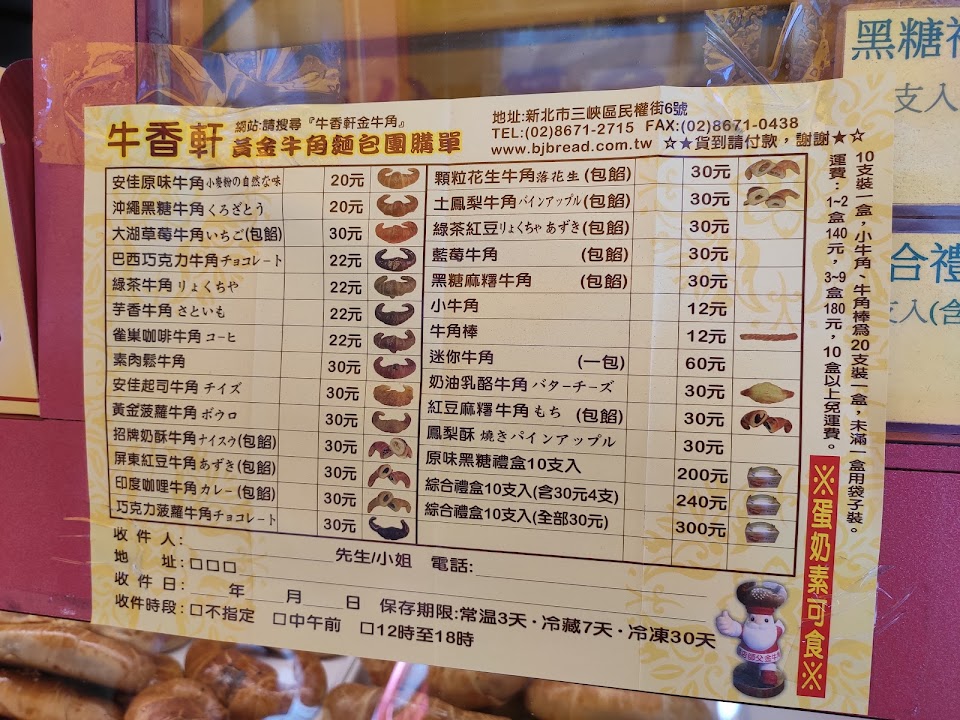 牛香軒
網站:請搜尋『牛香軒金牛角』
黃金牛角麵包團購單
地址:新北市三峽區民權街6號
TEL:(02)8671-2715 FAX:(02)8671-0438
www.bjbread.com.tw ☆★貨到請付款，謝謝★☆
安佳原味牛角小麥粉の自然な味 20元
沖繩黑糖牛角くろざとう 20元
大湖草莓牛角いちご(包餡) 30元
巴西巧克力牛角チョコレート 22元
綠茶牛角りょくちゃ 22元
芋香牛角さといも 22元
雀巢咖啡牛角コーヒ 22元
素肉鬆牛角 30元
安佳起司牛角チイズ 30元
黃金菠蘿牛角ボウロ 30元
招牌奶酥牛角ナイスウ(包餡) 30元
屏東紅豆牛角あずき(包餡) 30元
印度咖哩牛角カレー(包餡) 30元
巧克力菠蘿牛角チョコレート 30元
顆粒花生牛角落花生(包餡) 30元
土鳳梨牛角パインアップル(包餡) 30元
綠茶紅豆りょくちゃあずき(包餡) 30元
藍莓牛角 (包餡) 30元
黑糖麻糬牛角 (包餡) 30元
小牛角 12元
牛角棒 12元
迷你牛角 (一包) 60元
奶油乳酪牛角バターチーズ 30元
紅豆麻糬牛角もち (包餡) 30元
鳳梨酥 焼きパインアップル 30元
原味黑糖禮盒10支入 200元
綜合禮盒10支入(含30元4支) 240元
綜合禮盒10支入(全部30元) 300元
10支裝一盒，小牛角、牛角棒為20支裝一盒，未滿一盒用袋子裝。
運費：1~2盒140元，3~9盒180元，10盒以上免運費。
※蛋奶素可食※
收件人: 先生/小姐 電話:
地 址:□□□
收件日: 年 月 日 保存期限:常溫3天·冷藏7天·冷凍30天
收件時段:□不指定 □中午前 □12時至18時
黑糖禮
支入
合禮
支入(含